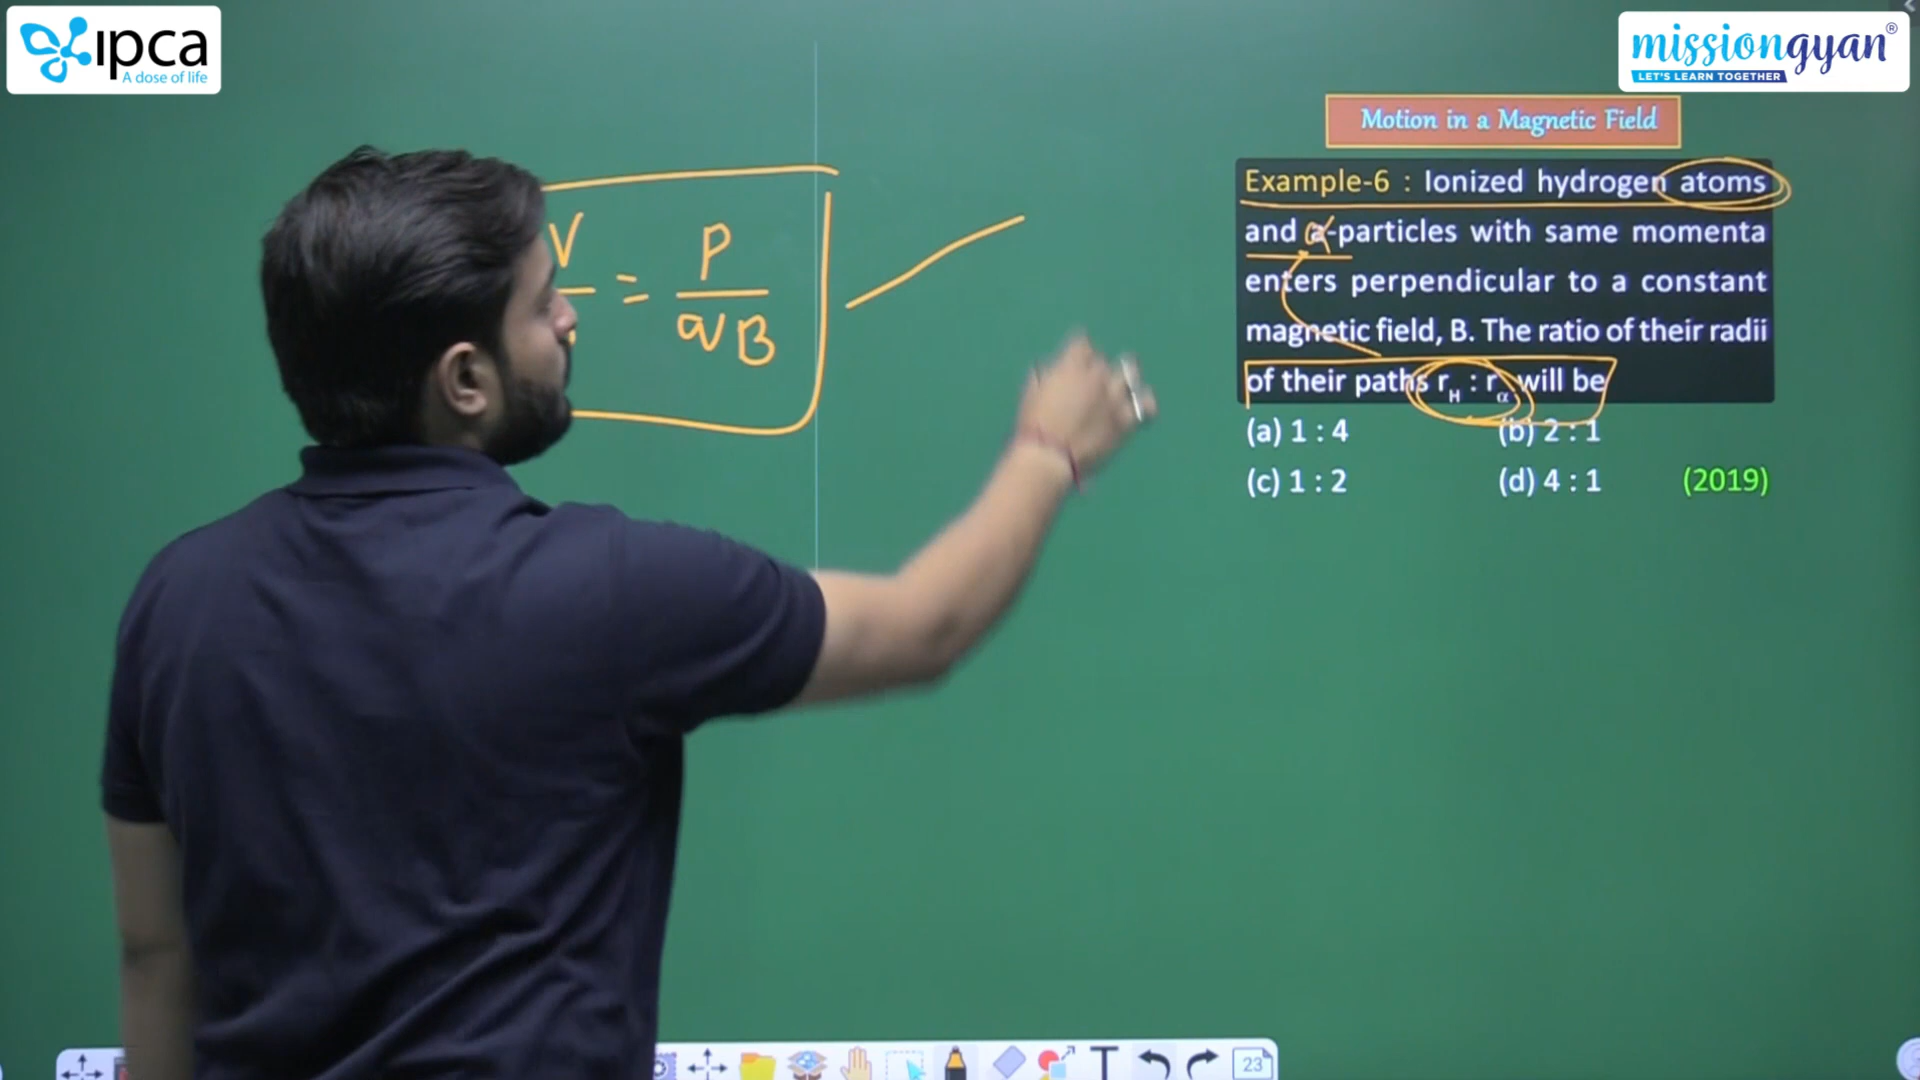 ipca
A dose of life
missiongyan®
LET'S LEARN TOGETHER
Motion in a Magnetic Field
V = P
qB
Example-6 : Ionized hydrogen atoms
and α-particles with same momenta
enters perpendicular to a constant
magnetic field, B. The ratio of their radii
of their paths rH : rα will be
(a) 1 : 4 (b) 2 : 1
(c) 1 : 2 (d) 4 : 1 (2019)
T 23